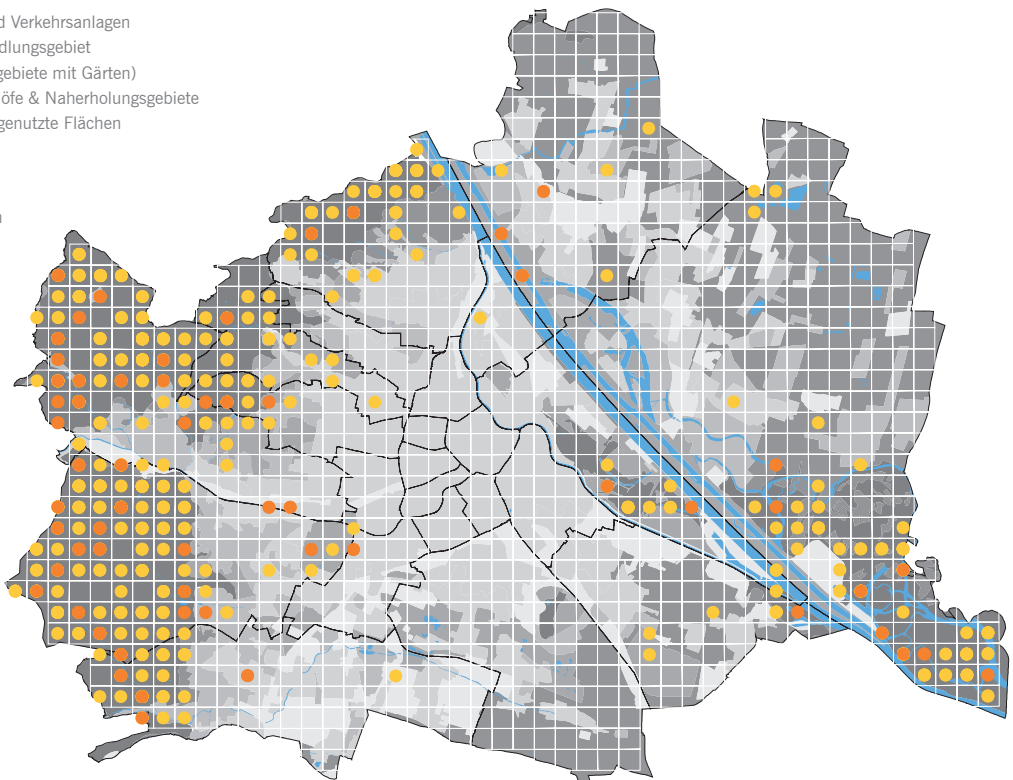 d Verkehrsanlagen
dlungsgebiet
gebiete mit Gärten)
öfe & Naherholungsgebiete
genutzte Flächen
n